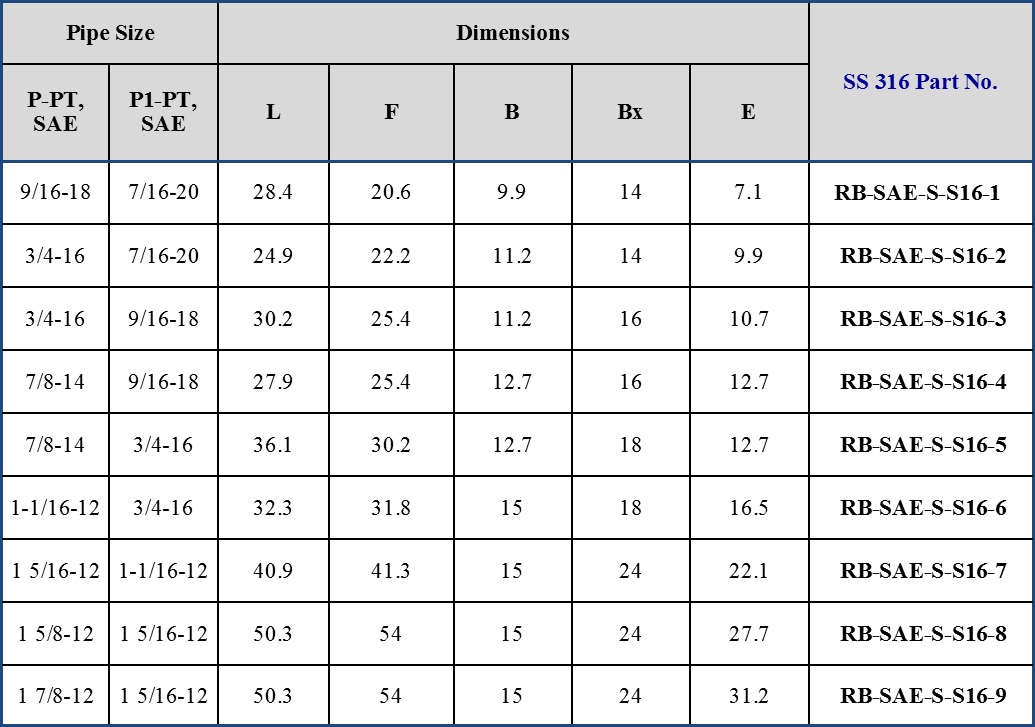 Pipe Size Dimensions SS 316 Part No.
P-PT, SAE P1-PT, SAE L F B Bx E
9/16-18 7/16-20 28.4 20.6 9.9 14 7.1 RB-SAE-S-S16-1
3/4-16 7/16-20 24.9 22.2 11.2 14 9.9 RB-SAE-S-S16-2
3/4-16 9/16-18 30.2 25.4 11.2 16 10.7 RB-SAE-S-S16-3
7/8-14 9/16-18 27.9 25.4 12.7 16 12.7 RB-SAE-S-S16-4
7/8-14 3/4-16 36.1 30.2 12.7 18 12.7 RB-SAE-S-S16-5
1-1/16-12 3/4-16 32.3 31.8 15 18 16.5 RB-SAE-S-S16-6
1 5/16-12 1-1/16-12 40.9 41.3 15 24 22.1 RB-SAE-S-S16-7
1 5/8-12 1 5/16-12 50.3 54 15 24 27.7 RB-SAE-S-S16-8
1 7/8-12 1 5/16-12 50.3 54 15 24 31.2 RB-SAE-S-S16-9